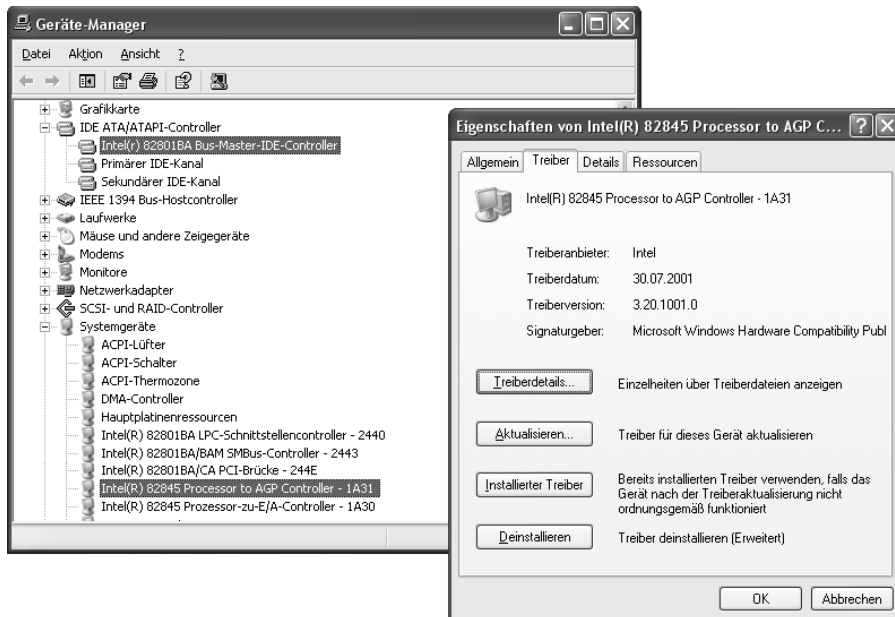 Geräte-Manager
Datei Aktion Ansicht ?
Grafikkarte
IDE ATA/ATAPI-Controller
Intel(r) 82801BA Bus-Master-IDE-Controller
Primärer IDE-Kanal
Sekundärer IDE-Kanal
IEEE 1394 Bus-Hostcontroller
Laufwerke
Mäuse und andere Zeigegeräte
Modems
Monitore
Netzwerkadapter
SCSI- und RAID-Controller
Systemgeräte
ACPI-Lüfter
ACPI-Schalter
ACPI-Thermozone
DMA-Controller
Hauptplatinenressourcen
Intel(R) 82801BA LPC-Schnittstellencontroller - 2440
Intel(R) 82801BA/BAM SMBus-Controller - 2443
Intel(R) 82801BA/CA PCI-Brücke - 244E
Intel(R) 82845 Processor to AGP Controller - 1A31
Intel(R) 82845 Prozessor-zu-E/A-Controller - 1A30
Eigenschaften von Intel(R) 82845 Processor to AGP C... ?
Allgemein Treiber Details Ressourcen
Intel(R) 82845 Processor to AGP Controller - 1A31
Treiberanbieter: Intel
Treiberdatum: 30.07.2001
Treiberversion: 3.20.1001.0
Signaturgeber: Microsoft Windows Hardware Compatibility Publ
Treiberdetails... Einzelheiten über Treiberdateien anzeigen
Aktualisieren... Treiber für dieses Gerät aktualisieren
Installierter Treiber Bereits installierten Treiber verwenden, falls das
Gerät nach der Treiberaktualisierung nicht
ordnungsgemäß funktioniert
Deinstallieren Treiber deinstallieren (Erweitert)
OK Abbrechen